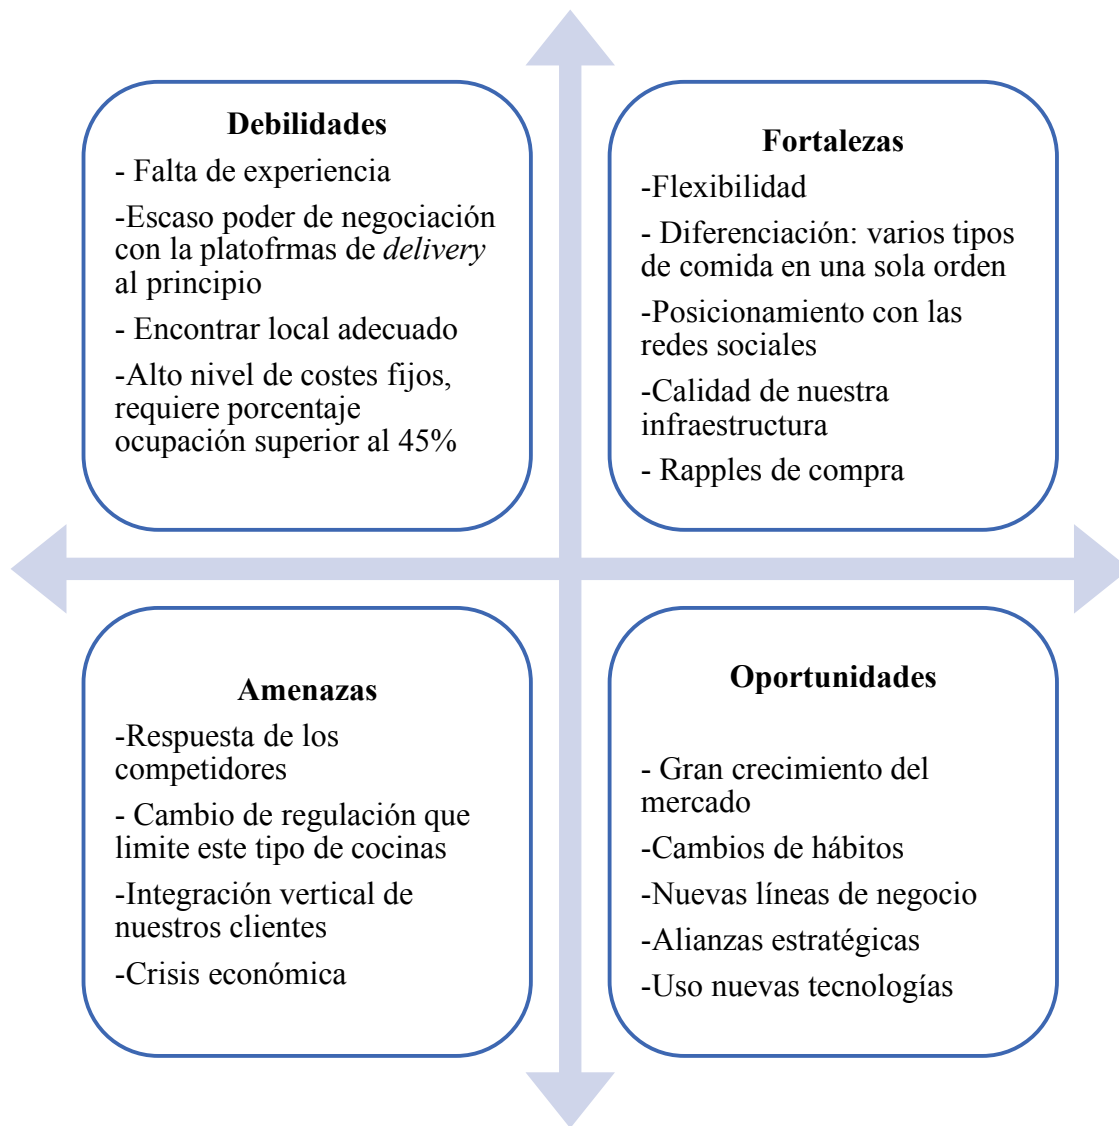 Debilidades
- Falta de experiencia
-Escaso poder de negociación
con la platofrmas de delivery
al principio
- Encontrar local adecuado
-Alto nivel de costes fijos,
requiere porcentaje
ocupación superior al 45%
Fortalezas
-Flexibilidad
- Diferenciación: varios tipos
de comida en una sola orden
-Posicionamiento con las
redes sociales
-Calidad de nuestra
infraestructura
- Rapples de compra
Amenazas
-Respuesta de los
competidores
- Cambio de regulación que
limite este tipo de cocinas
-Integración vertical de
nuestros clientes
-Crisis económica
Oportunidades
- Gran crecimiento del
mercado
-Cambios de hábitos
-Nuevas líneas de negocio
-Alianzas estratégicas
-Uso nuevas tecnologías